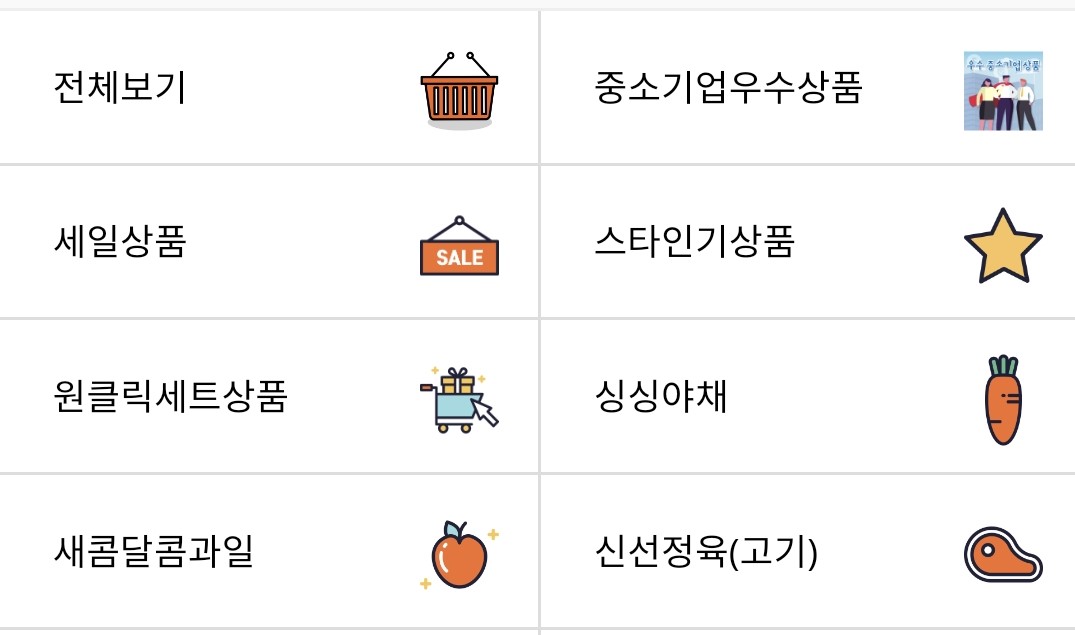 전체보기
중소기업우수상품
우수 중소기업 상품
세일상품
SALE
스타인기상품
원클릭세트상품
싱싱야채
새콤달콤과일
신선정육(고기)